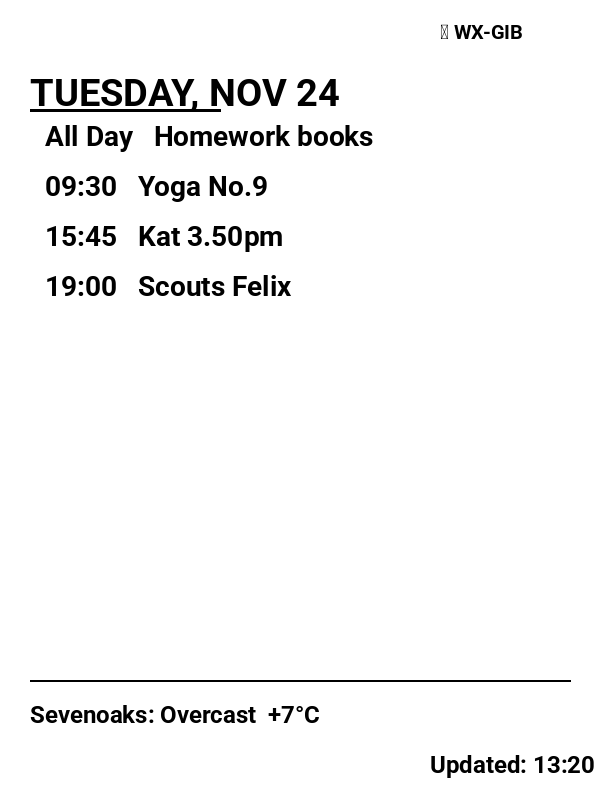 WX-GIB
TUESDAY, NOV 24
All Day Homework books
09:30 Yoga No.9
15:45 Kat 3.50pm
19:00 Scouts Felix
Sevenoaks: Overcast +7°C
Updated: 13:20